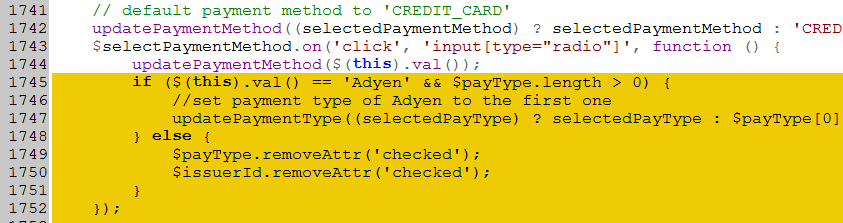 1741 // default payment method to 'CREDIT_CARD'
1742 updatePaymentMethod((selectedPaymentMethod) ? selectedPaymentMethod : 'CRED
1743 $selectPaymentMethod.on('click', 'input[type="radio"]', function () {
1744 updatePaymentMethod($(this).val());
1745 if ($(this).val() == 'Adyen' && $payType.length > 0) {
1746 //set payment type of Adyen to the first one
1747 updatePaymentType((selectedPayType) ? selectedPayType : $payType[0]
1748 } else {
1749 $payType.removeAttr('checked');
1750 $issuerId.removeAttr('checked');
1751 }
1752 });